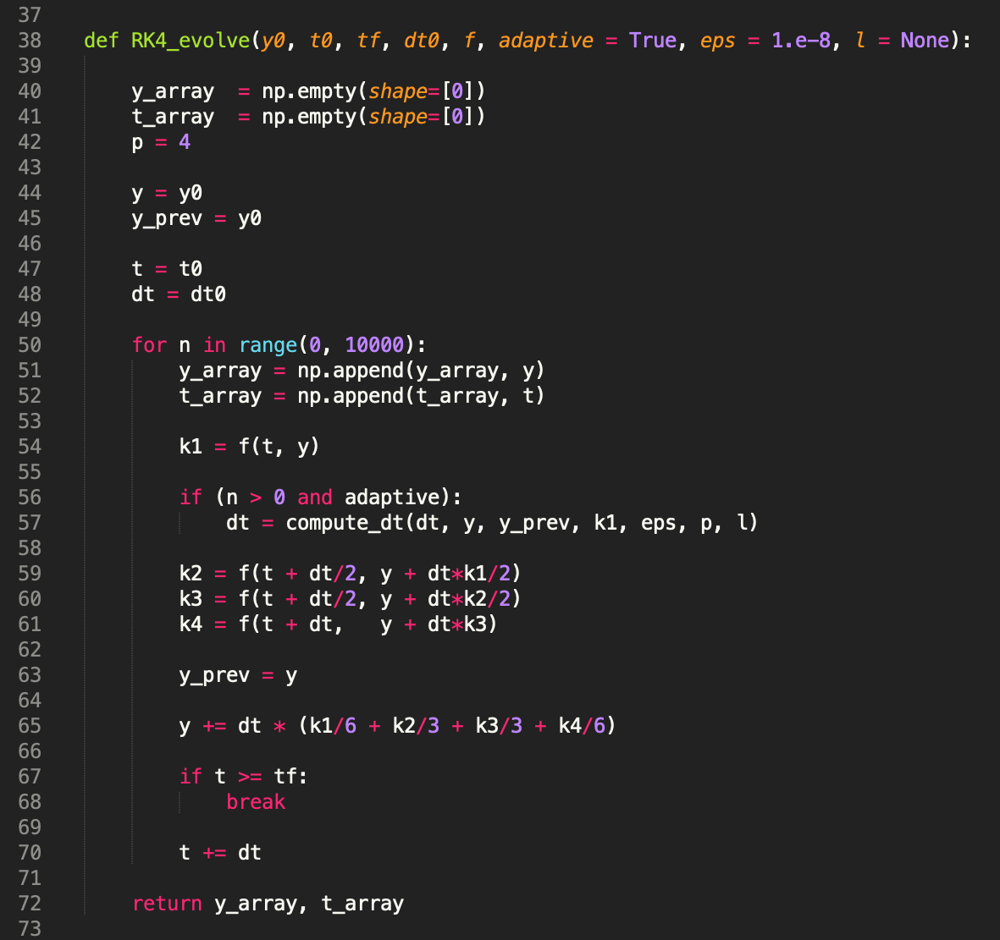 37
38 def RK4_evolve(y0, t0, tf, dt0, f, adaptive = True, eps = 1.e-8, l = None):
39
40     y_array  = np.empty(shape=[0])
41     t_array  = np.empty(shape=[0])
42     p = 4
43
44     y = y0
45     y_prev = y0
46
47     t = t0
48     dt = dt0
49
50     for n in range(0, 10000):
51         y_array = np.append(y_array, y)
52         t_array = np.append(t_array, t)
53
54         k1 = f(t, y)
55
56         if (n > 0 and adaptive):
57             dt = compute_dt(dt, y, y_prev, k1, eps, p, l)
58
59         k2 = f(t + dt/2, y + dt*k1/2)
60         k3 = f(t + dt/2, y + dt*k2/2)
61         k4 = f(t + dt,   y + dt*k3)
62
63         y_prev = y
64
65         y += dt * (k1/6 + k2/3 + k3/3 + k4/6)
66
67         if t >= tf:
68             break
69
70         t += dt
71
72     return y_array, t_array
73